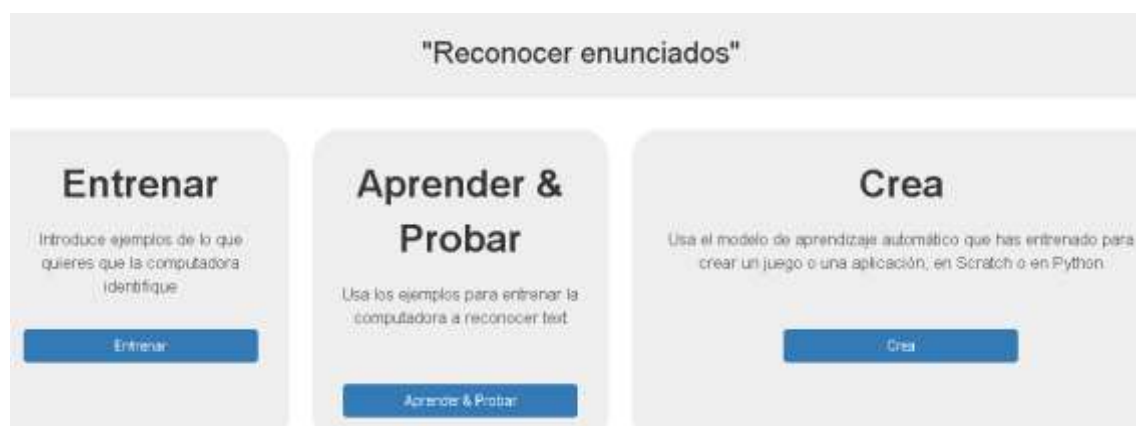 "Reconocer enunciados"
Entrenar
Introduce ejemplos de lo que
quieres que la computadora
identifique
Entrenar
Aprender &
Probar
Usa los ejemplos para entrenar la
computadora a reconocer text
Aprender & Probar
Crea
Usa el modelo de aprendizaje automático que has entrenado para
crear un juego o una aplicación, en Scratch o en Python
Crea